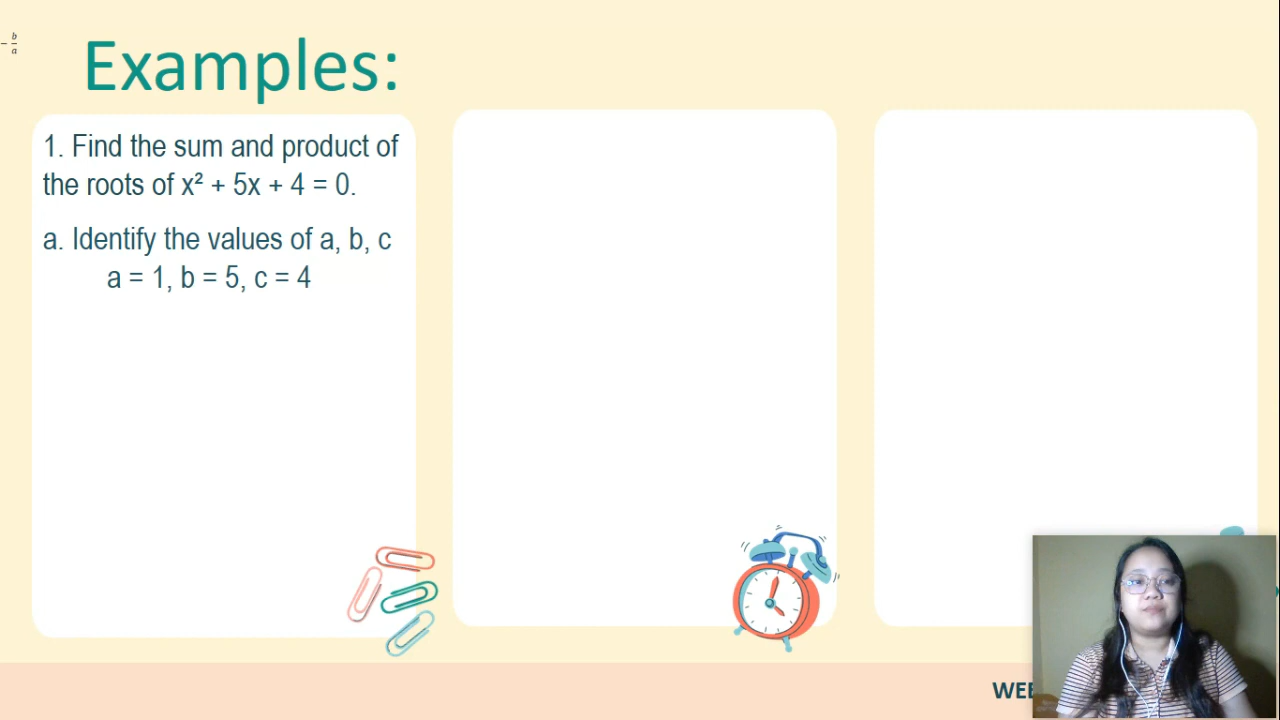 − b/a
Examples:
1. Find the sum and product of
the roots of x² + 5x + 4 = 0.
a. Identify the values of a, b, c
a = 1, b = 5, c = 4